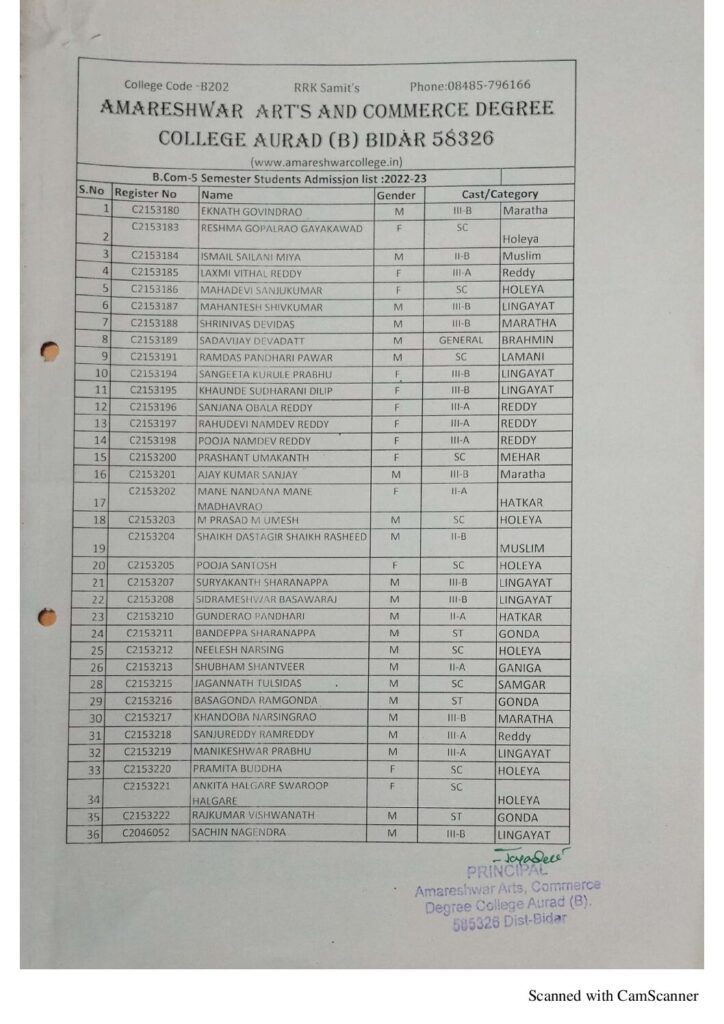 College Code -B202 RRK Samit's Phone:08485-796166
AMARESHWAR ART'S AND COMMERCE DEGREE
COLLEGE AURAD (B) BIDAR 58326
(www.amareshwarcollege.in)
B.Com-5 Semester Students Admission list :2022-23
S.No Register No Name Gender Cast/Category
1 C2153180 EKNATH GOVINDRAO M III-B Maratha
2 C2153183 RESHMA GOPALRAO GAYAKAWAD F SC Holeya
3 C2153184 ISMAIL SAILANI MIYA M II-B Muslim
4 C2153185 LAXMI VITHAL REDDY F III-A Reddy
5 C2153186 MAHADEVI SANJUKUMAR F SC HOLEYA
6 C2153187 MAHANTESH SHIVKUMAR M III-B LINGAYAT
7 C2153188 SHRINIVAS DEVIDAS M III-B MARATHA
8 C2153189 SADAVIJAY DEVADATT M GENERAL BRAHMIN
9 C2153191 RAMDAS PANDHARI PAWAR M SC LAMANI
10 C2153194 SANGEETA KURULE PRABHU F III-B LINGAYAT
11 C2153195 KHAUNDE SUDHARANI DILIP F III-B LINGAYAT
12 C2153196 SANJANA OBALA REDDY F III-A REDDY
13 C2153197 RAHUDEVI NAMDEV REDDY F III-A REDDY
14 C2153198 POOJA NAMDEV REDDY F III-A REDDY
15 C2153200 PRASHANT UMAKANTH F SC MEHAR
16 C2153201 AJAY KUMAR SANJAY M III-B Maratha
17 C2153202 MANE NANDANA MANE F II-A HATKAR
MADHAVRAO
18 C2153203 M PRASAD M UMESH M SC HOLEYA
19 C2153204 SHAIKH DASTAGIR SHAIKH RASHEED M II-B MUSLIM
20 C2153205 POOJA SANTOSH F SC HOLEYA
21 C2153207 SURYAKANTH SHARANAPPA M III-B LINGAYAT
22 C2153208 SIDRAMESHWAR BASAWARAJ M III-B LINGAYAT
23 C2153210 GUNDERAO PANDHARI M II-A HATKAR
24 C2153211 BANDEPPA SHARANAPPA M ST GONDA
25 C2153212 NEELESH NARSING M SC HOLEYA
26 C2153213 SHUBHAM SHANTVEER M II-A GANIGA
28 C2153215 JAGANNATH TULSIDAS M SC SAMGAR
29 C2153216 BASAGONDA RAMGONDA M ST GONDA
30 C2153217 KHANDOBA NARSINGRAO M III-B MARATHA
31 C2153218 SANJUREDDY RAMREDDY M III-A Reddy
32 C2153219 MANIKESHWAR PRABHU M III-A LINGAYAT
33 C2153220 PRAMITA BUDDHA F SC HOLEYA
34 C2153221 ANKITA HALGARE SWAROOP F SC HOLEYA
HALGARE
35 C2153222 RAJKUMAR VISHWANATH M ST GONDA
36 C2046052 SACHIN NAGENDRA M III-B LINGAYAT
PRINCIPAL
Amareshwar Arts, Commerce
Degree College Aurad (B).
585326 Dist-Bidar
Scanned with CamScanner